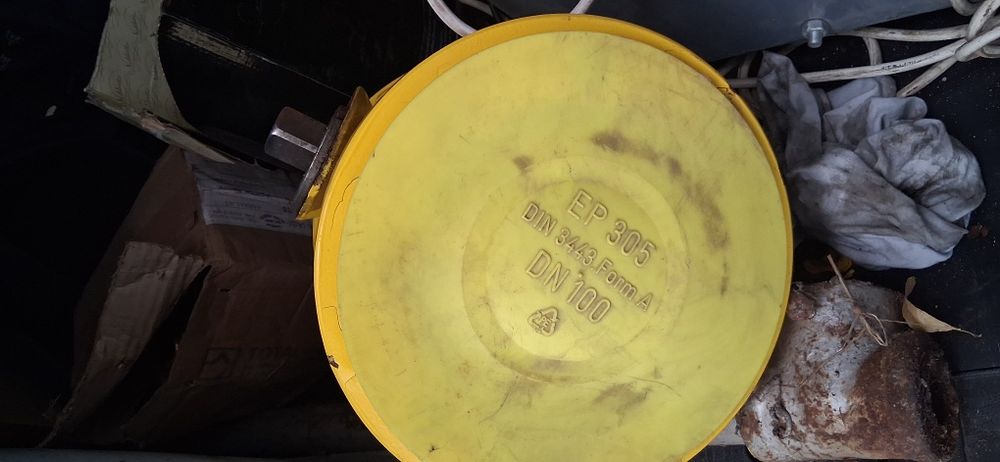 EP 305
DIN 3443.Form A
DN 100